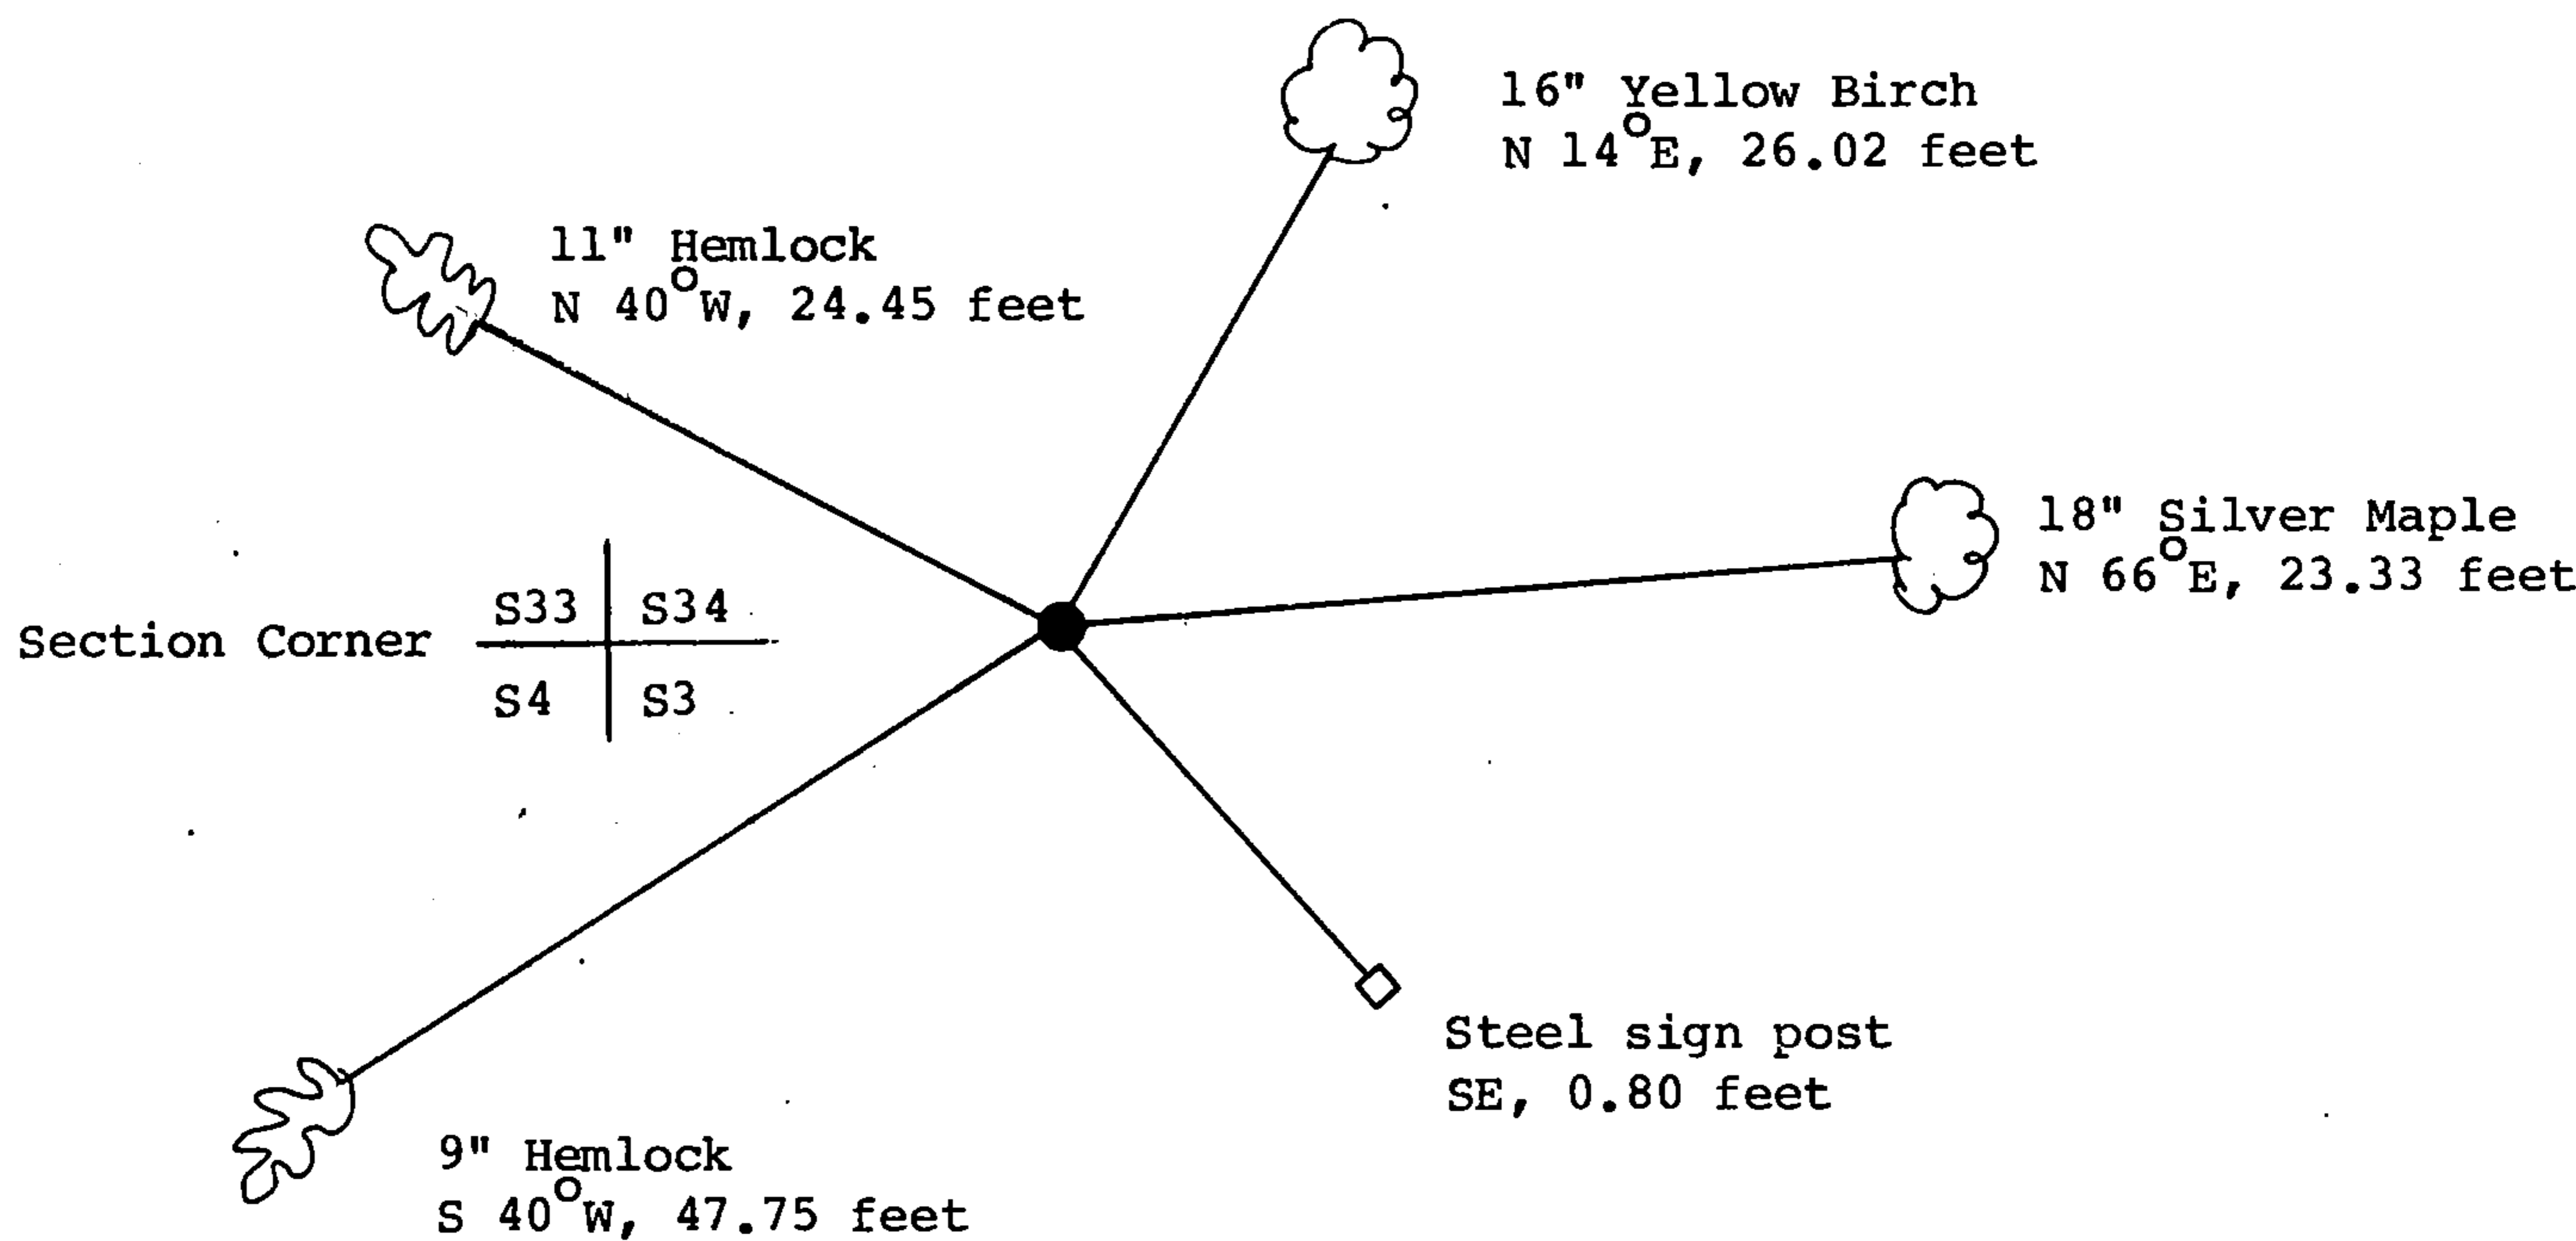 16" Yellow Birch
N 14°E, 26.02 feet
11" Hemlock
N 40°W, 24.45 feet
18" Silver Maple
N 66°E, 23.33 feet
Section Corner
S33 S34
S4 S3
Steel sign post
SE, 0.80 feet
9" Hemlock
S 40°W, 47.75 feet